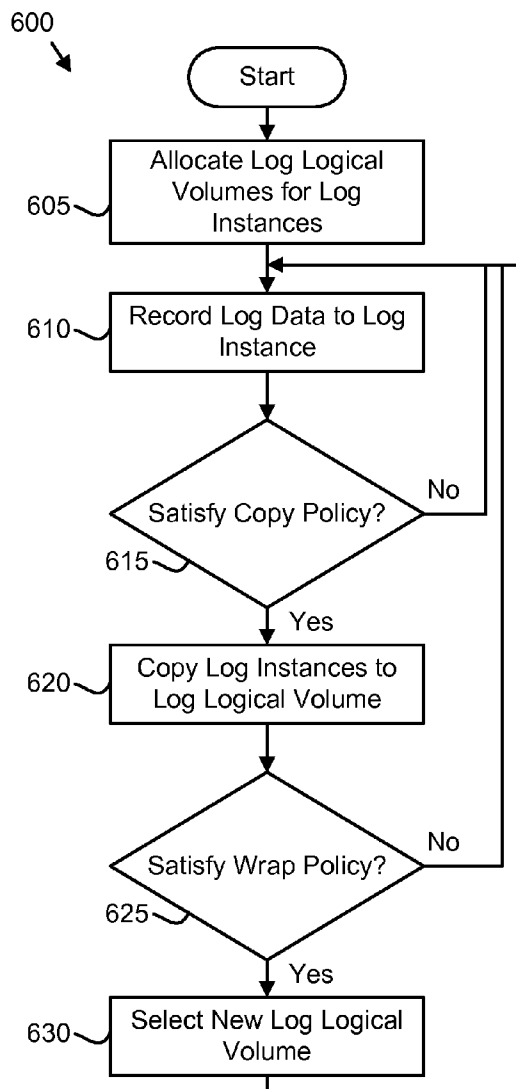 600
Start
605
Allocate Log Logical
Volumes for Log
Instances
610
Record Log Data to Log
Instance
Satisfy Copy Policy?
No
615
Yes
620
Copy Log Instances to
Log Logical Volume
Satisfy Wrap Policy?
No
625
Yes
630
Select New Log Logical
Volume